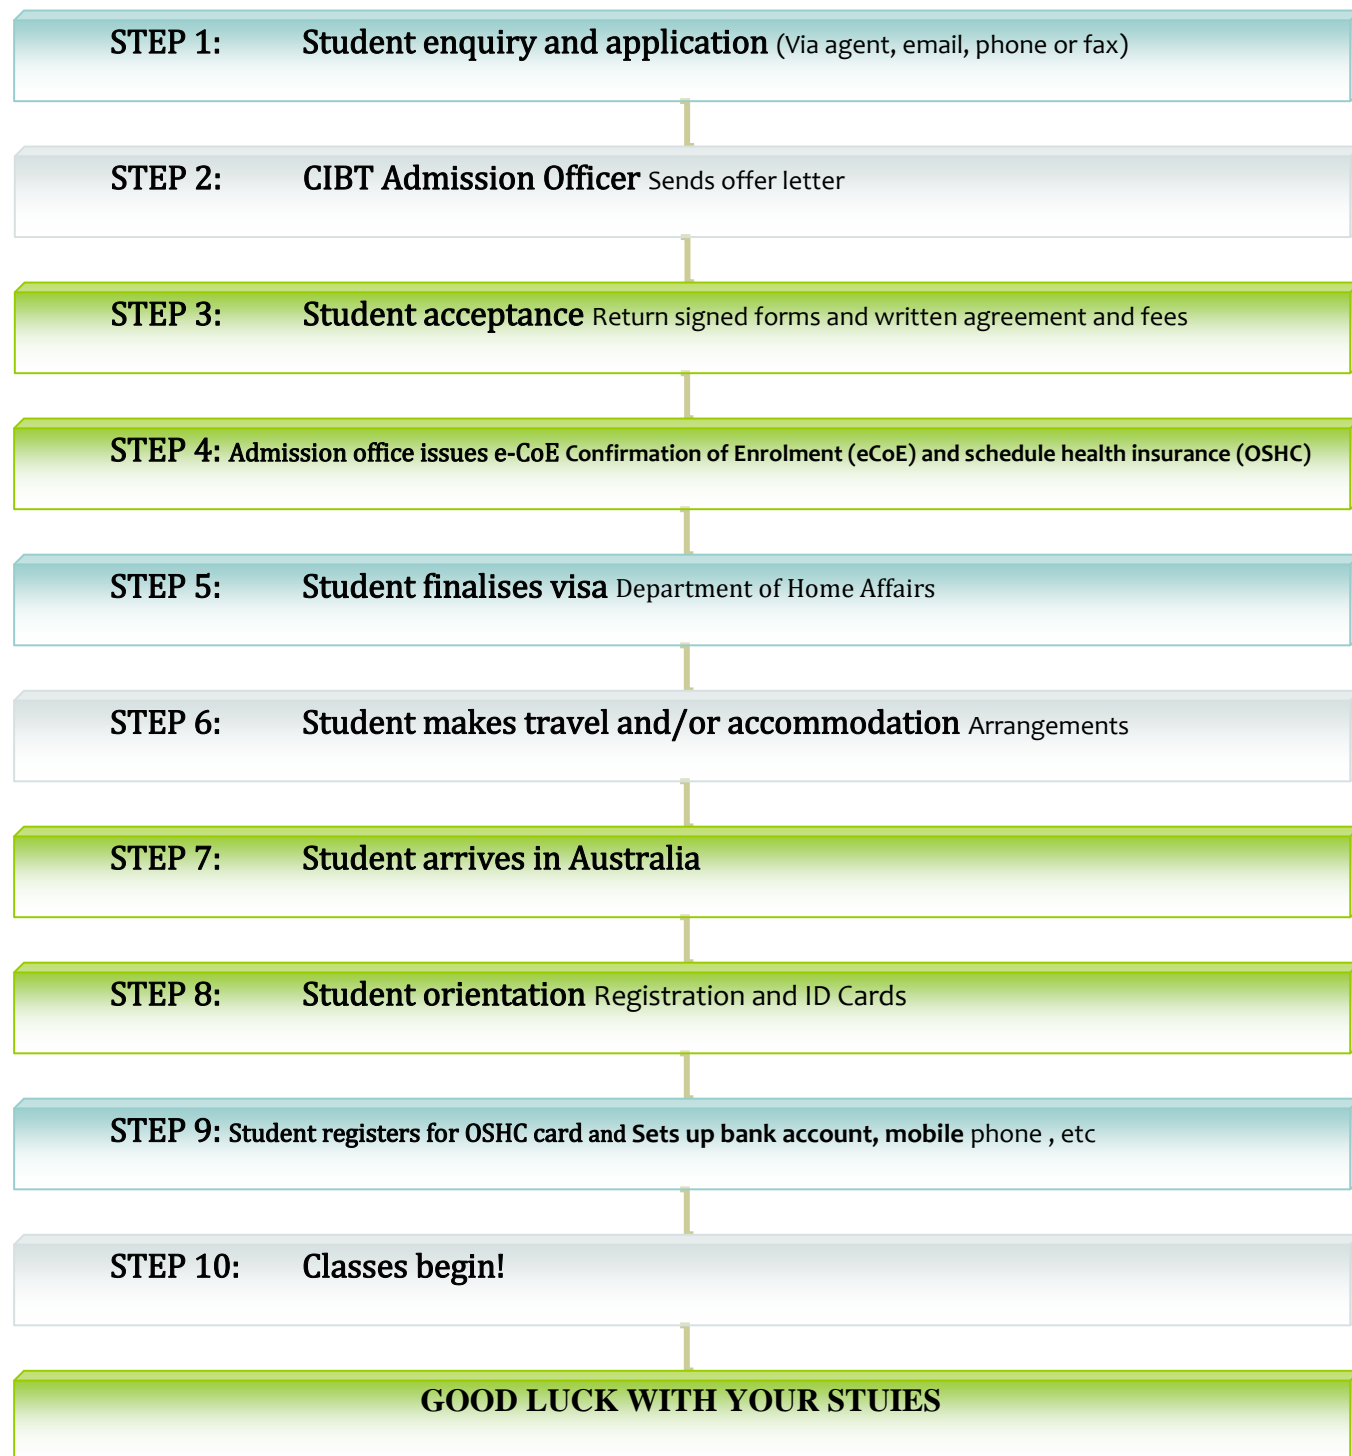 STEP 1: Student enquiry and application (Via agent, email, phone or fax)
STEP 2: CIBT Admission Officer Sends offer letter
STEP 3: Student acceptance Return signed forms and written agreement and fees
STEP 4: Admission office issues e-CoE Confirmation of Enrolment (eCoE) and schedule health insurance (OSHC)
STEP 5: Student finalises visa Department of Home Affairs
STEP 6: Student makes travel and/or accommodation Arrangements
STEP 7: Student arrives in Australia
STEP 8: Student orientation Registration and ID Cards
STEP 9: Student registers for OSHC card and Sets up bank account, mobile phone , etc
STEP 10: Classes begin!
GOOD LUCK WITH YOUR STUIES